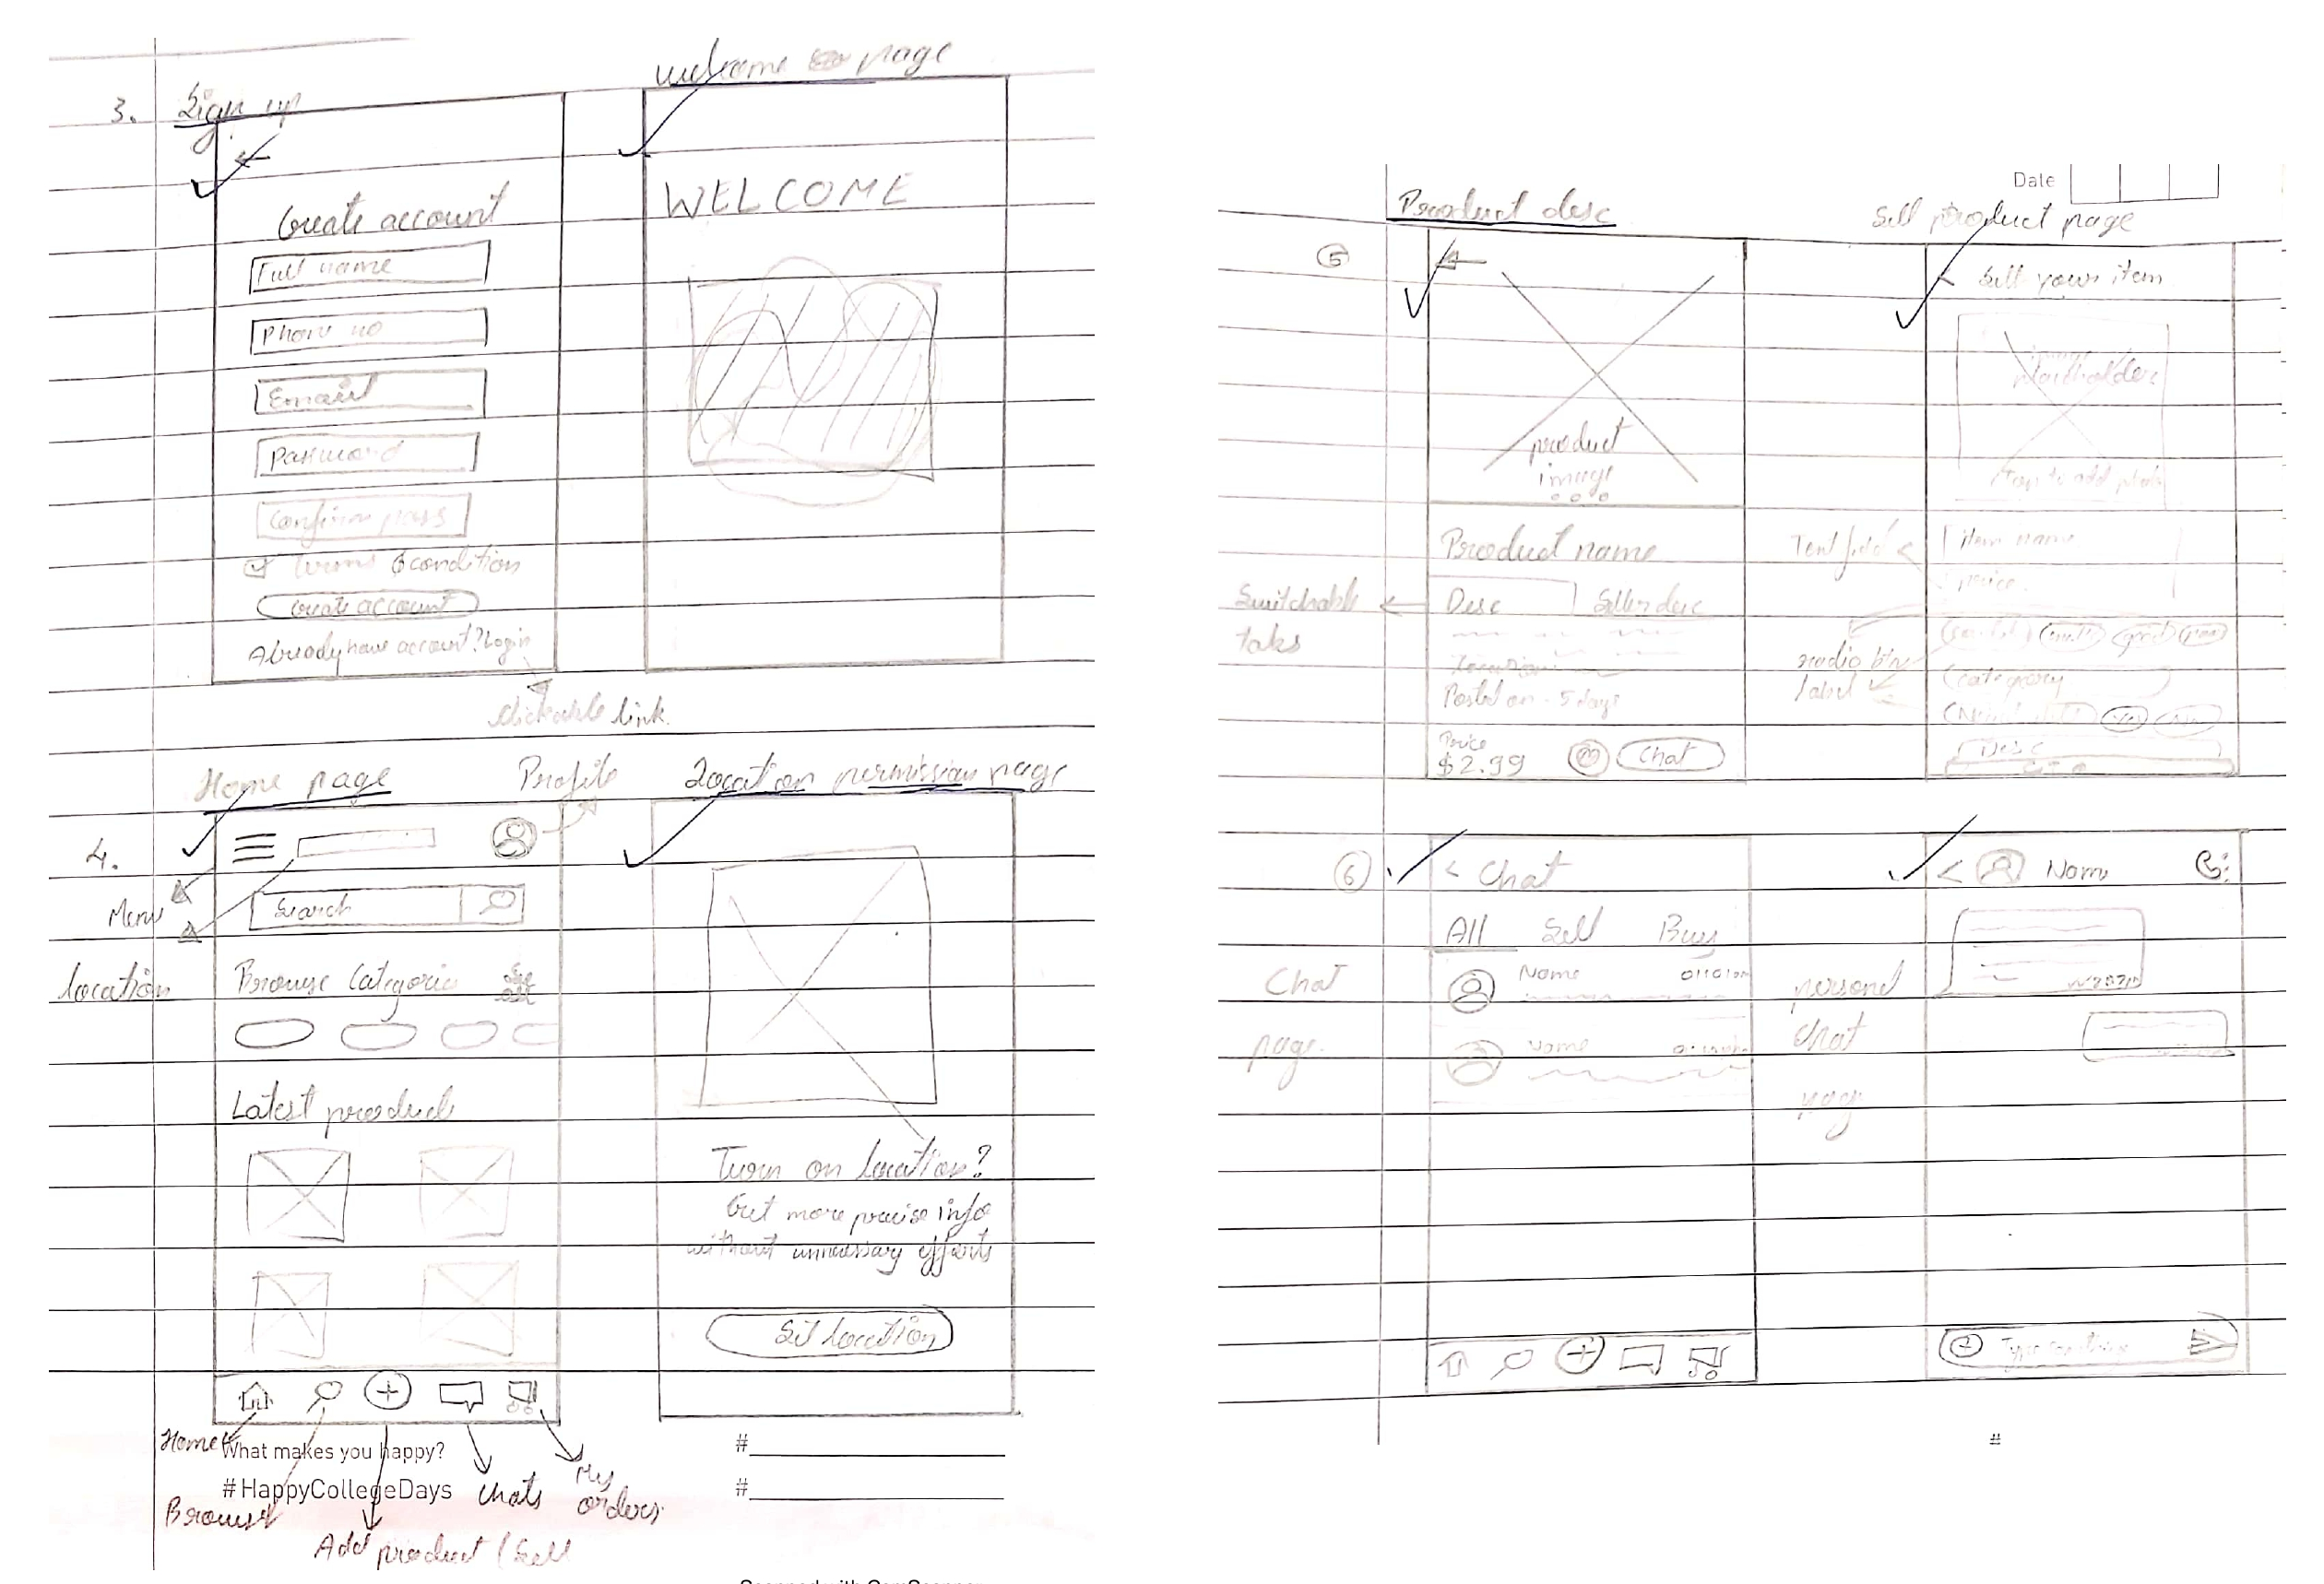 welcome page
3. Sign up
Create account
Full name
Phone no
Email
Password
Confirm pass
terms & condition
Create account
Already have account? Login
clickable link.
WELCOME
Home page
Profile
Location permission page
4.
Menu
location
Search
Browse Categorie
See all
Latest product
Turn on location?
Get more precise info
without unnecessary efforts
Set location
Home
What makes you happy?
#HappyCollegeDays
Browse
Add product (Sell
Chats
My
orders
#
#
Date
Product desc
Sell product page
5
product
image
Product name
Switchable
tabs
Desc
Seller desc
Posted on - 5 days
Price
$2.99
Chat
Sell your item
placeholder
Tap to add photo
Text field
item name
price
radio btn
label
category
Yes
Desc
6
Chat
page
< Chat
All Sell Buy
Name
Name
personal
chat
page
< Name
Type something
#